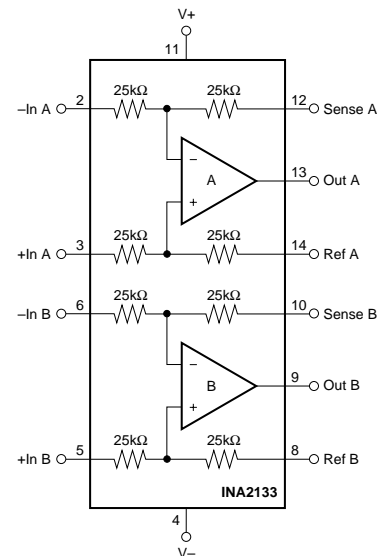 V+
11
25kΩ 25kΩ
–In A 2 12 Sense A
–
A 13 Out A
+
25kΩ 25kΩ
+In A 3 14 Ref A
25kΩ 25kΩ
–In B 6 10 Sense B
–
B 9 Out B
+
25kΩ 25kΩ
+In B 5 8 Ref B
INA2133
4
V–